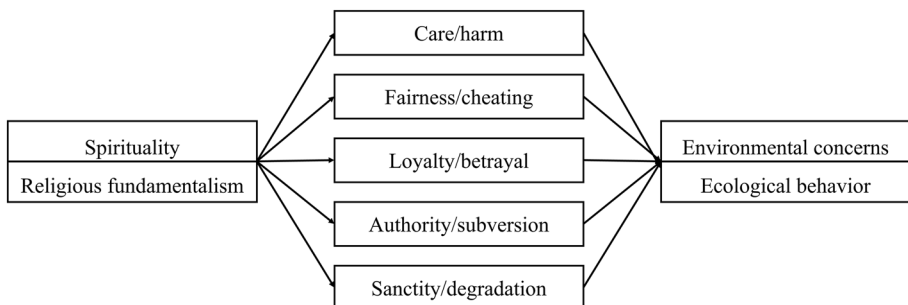 Care/harm
Fairness/cheating
Spirituality
Religious fundamentalism
Loyalty/betrayal
Environmental concerns
Ecological behavior
Authority/subversion
Sanctity/degradation